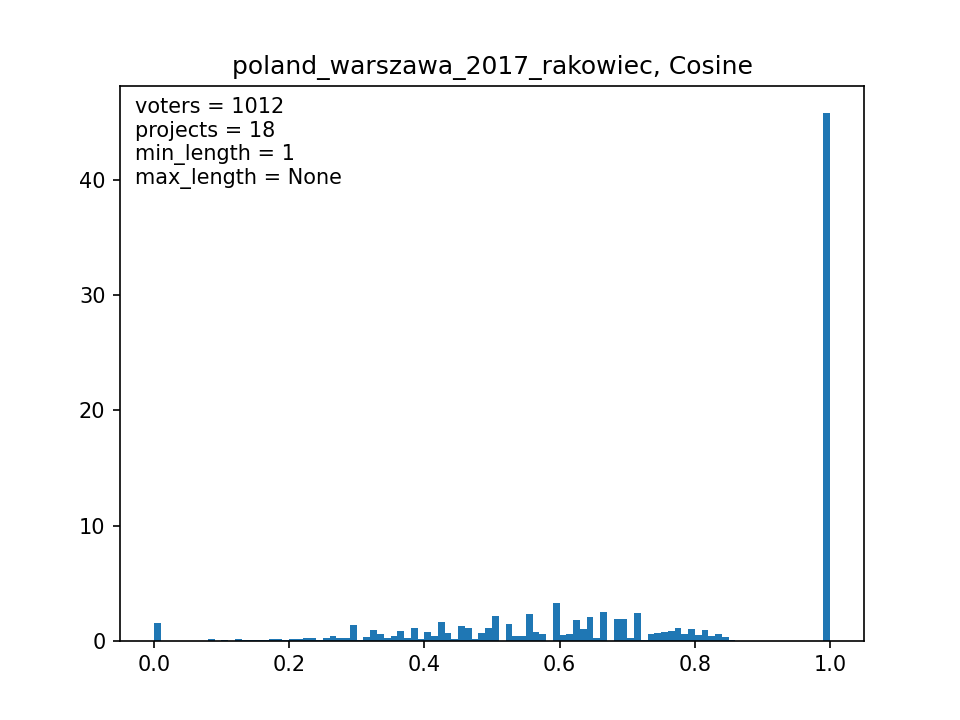 poland_warszawa_2017_rakowiec, Cosine
voters = 1012
projects = 18
min_length = 1
max_length = None
40
30
20
10
0
0.0 0.2 0.4 0.6 0.8 1.0